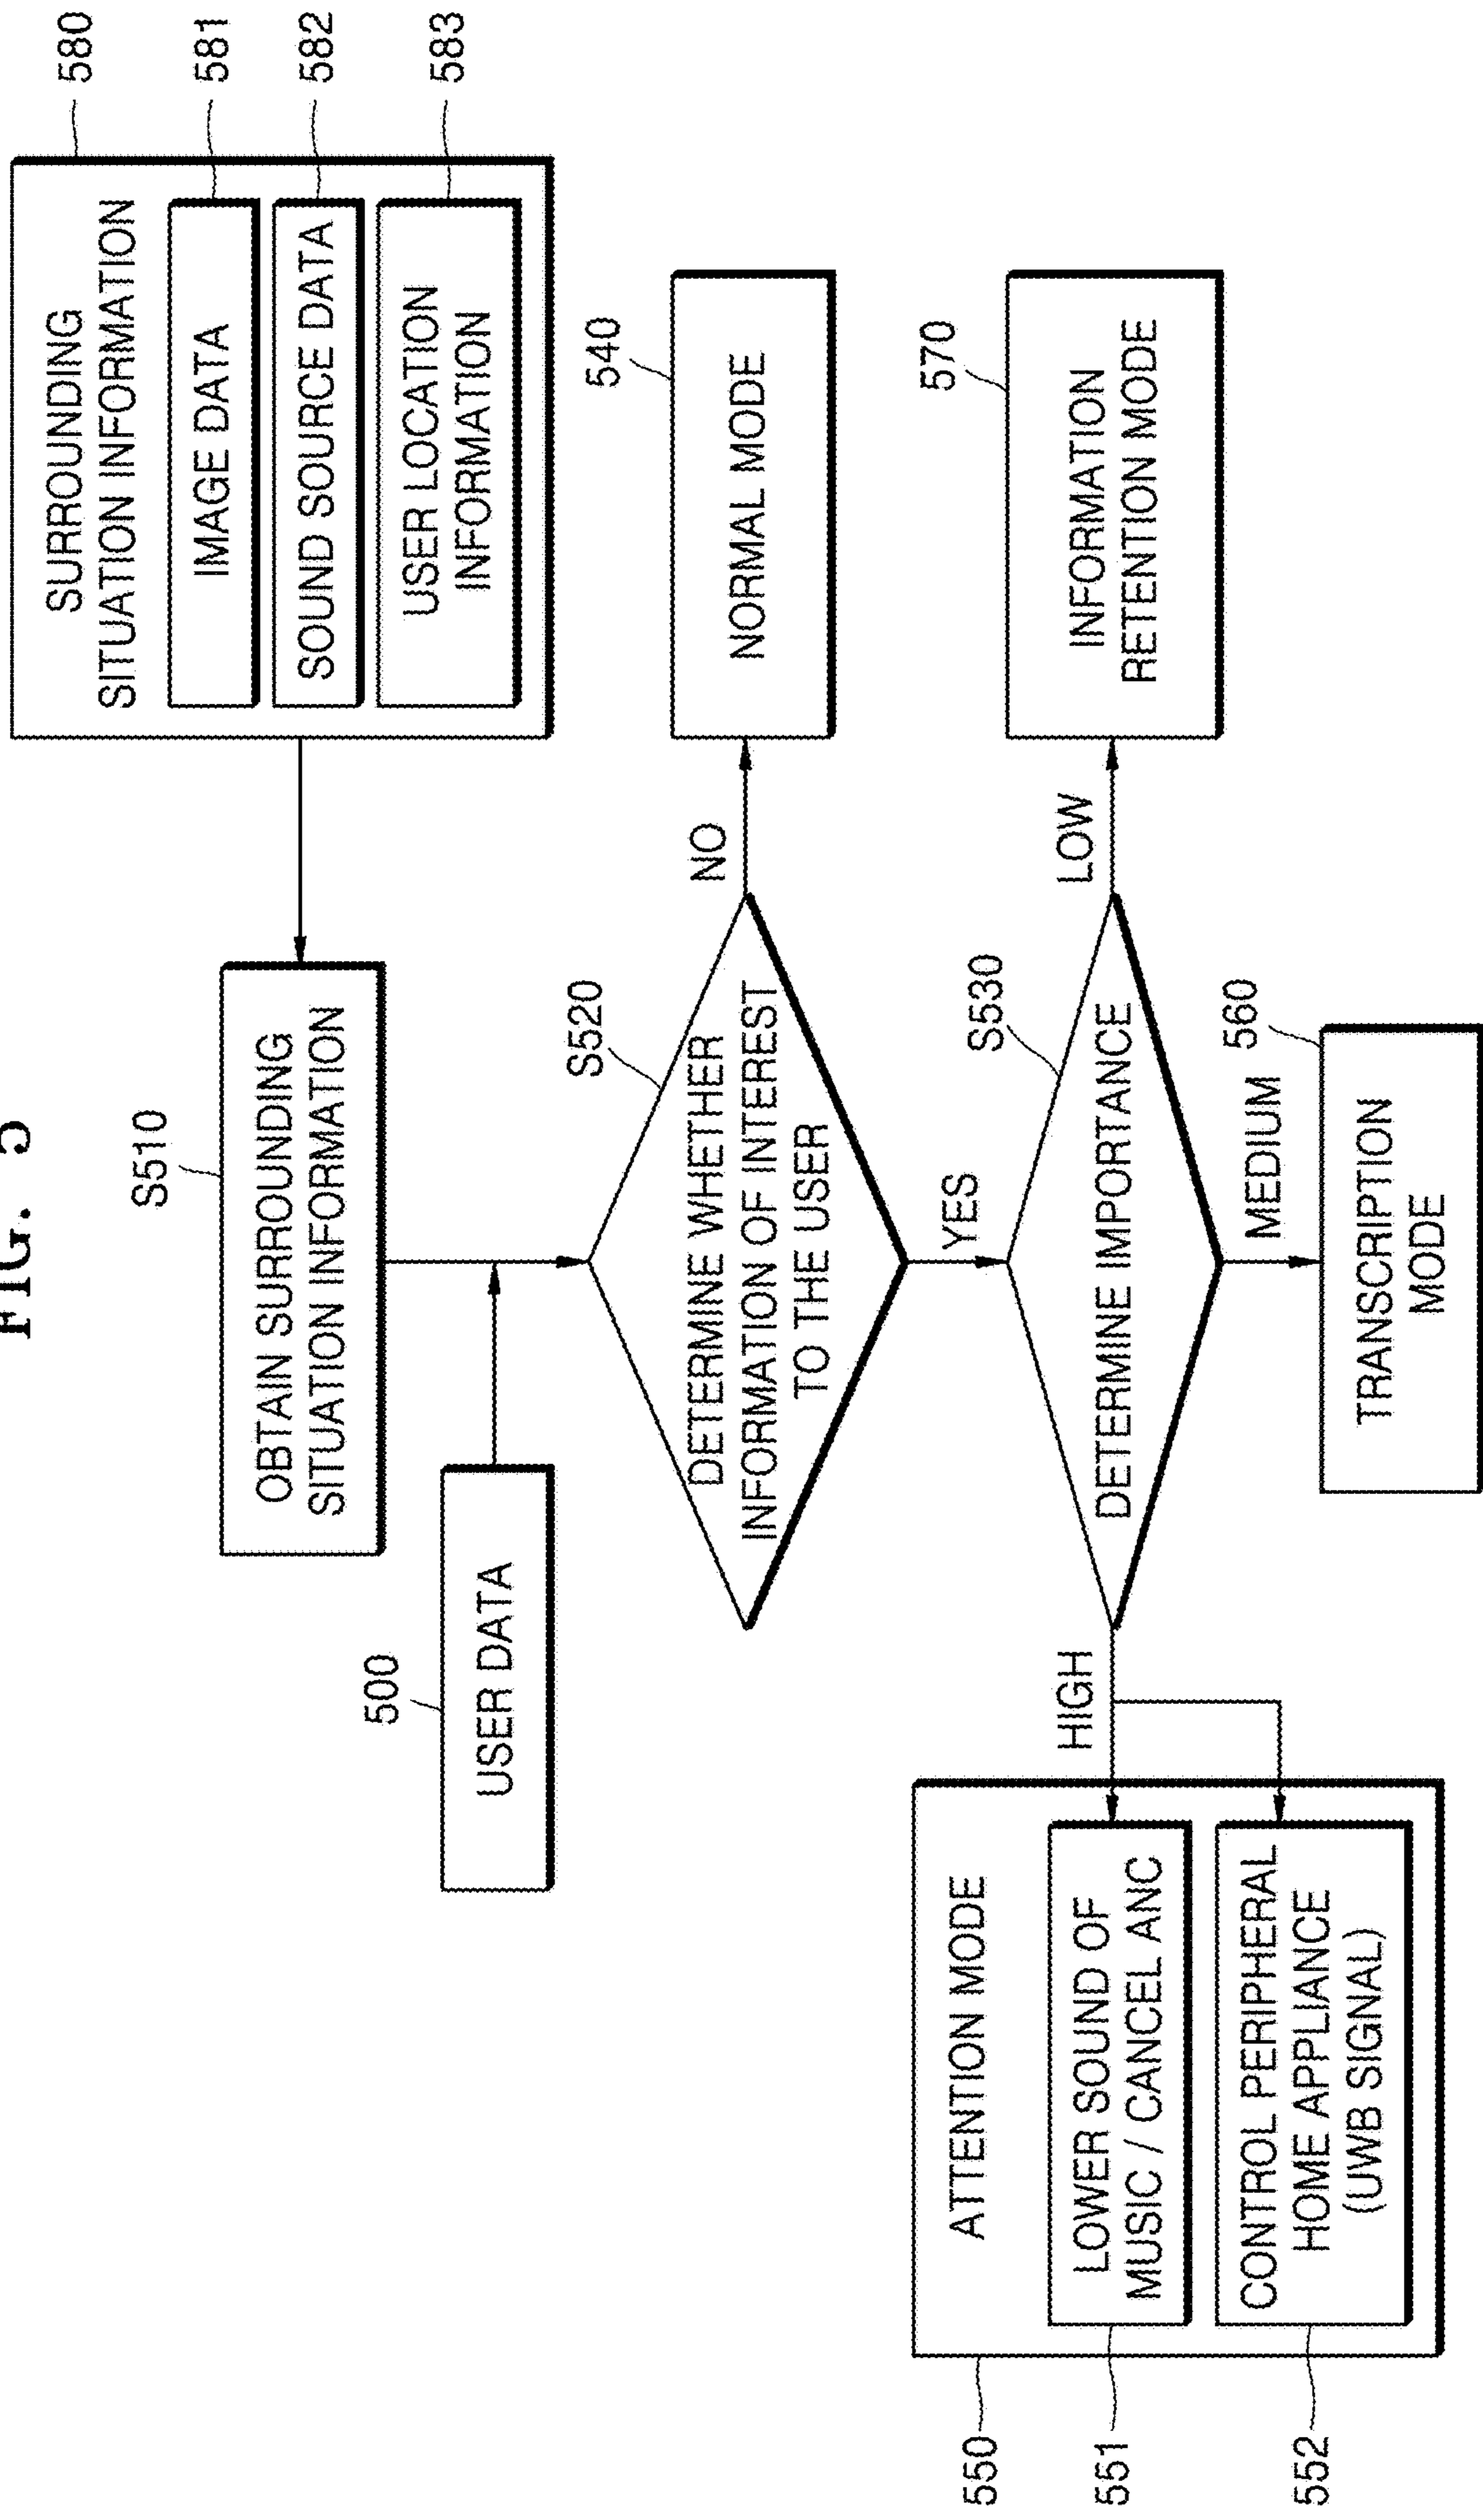 FIG. 5
580
SURROUNDING
SITUATION INFORMATION
581
IMAGE DATA
582
SOUND SOURCE DATA
583
USER LOCATION
INFORMATION
S510
OBTAIN SURROUNDING
SITUATION INFORMATION
500
USER DATA
S520
DETERMINE WHETHER
INFORMATION OF INTEREST
TO THE USER
NO
540
NORMAL MODE
YES
S530
DETERMINE IMPORTANCE
LOW
570
INFORMATION
RETENTION MODE
MEDIUM
560
TRANSCRIPTION
MODE
HIGH
550
ATTENTION MODE
551
LOWER SOUND OF
MUSIC / CANCEL ANC
552
CONTROL PERIPHERAL
HOME APPLIANCE
(UWB SIGNAL)